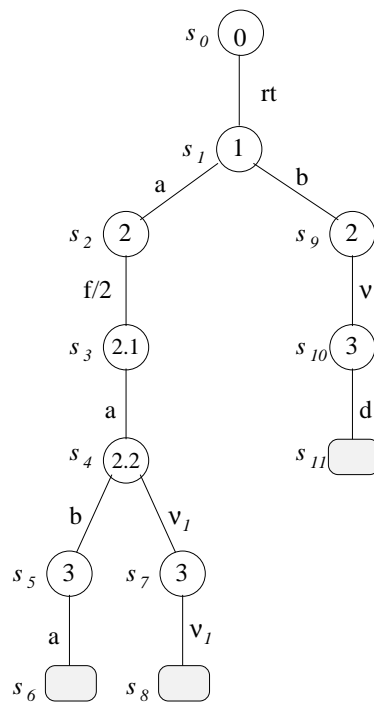 s0 0
rt
s1 1
a b
s2 2 s9 2
f/2 ν
s3 2.1 s10 3
a d
s4 2.2 s11
b ν1
s5 3 s7 3
a ν1
s6 s8